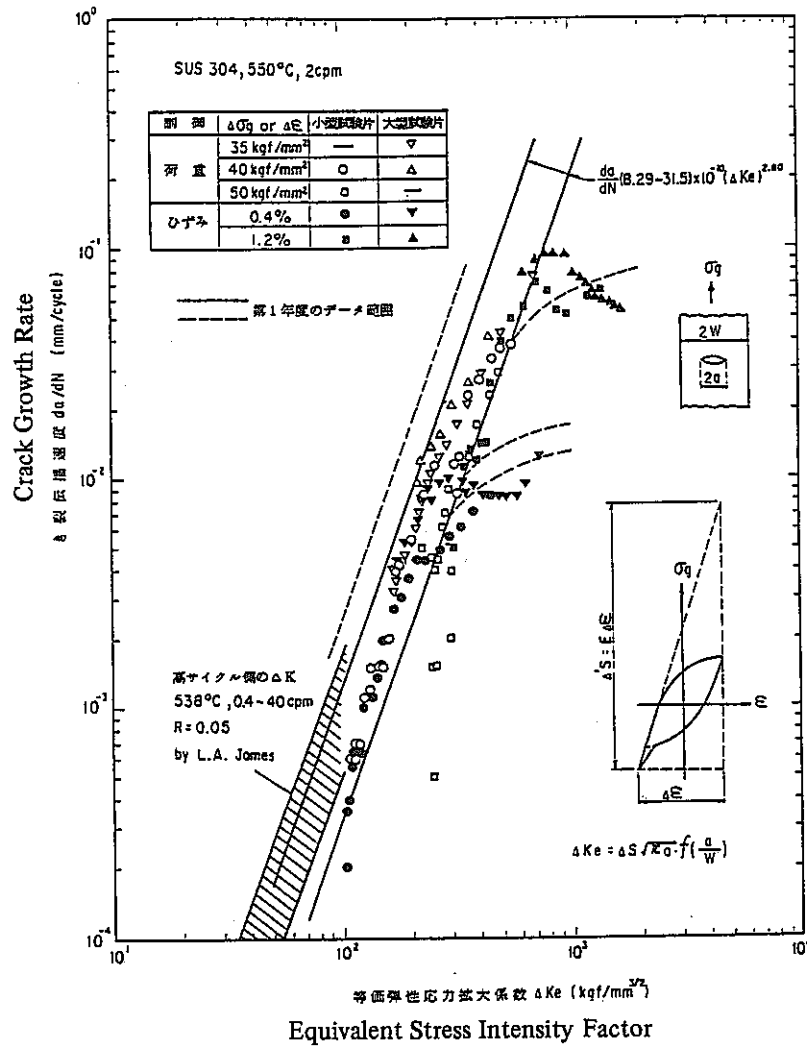 10⁰
SUS 304, 550°C, 2cpm
制御 Δσg or Δε 小型試験片 大型試験片
荷重 35 kgf/mm² — ▽
40 kgf/mm² ○ △
50 kgf/mm² □ —
ひずみ 0.4% ● ▼
1.2% ■ ▲
da/dN (8.29-31.5)×10⁻¹⁰(ΔKe)
10⁻¹
第1年度のデータ範囲
σg
2W
2a
Crack Growth Rate
き裂伝播速度 da/dN (mm/cycle)
10⁻²
σg
ΔS = E Δε
ε
Δε
10⁻³
高サイクル側のΔK
538°C, 0.4~40cpm
R=0.05
by L.A. James
ΔKe = ΔS√πa·f(a/W)
10⁻⁴
10¹ 10² 10³ 10⁴
等価弾性応力拡大係数 ΔKe (kgf/mm³ᐟ²)
Equivalent Stress Intensity Factor